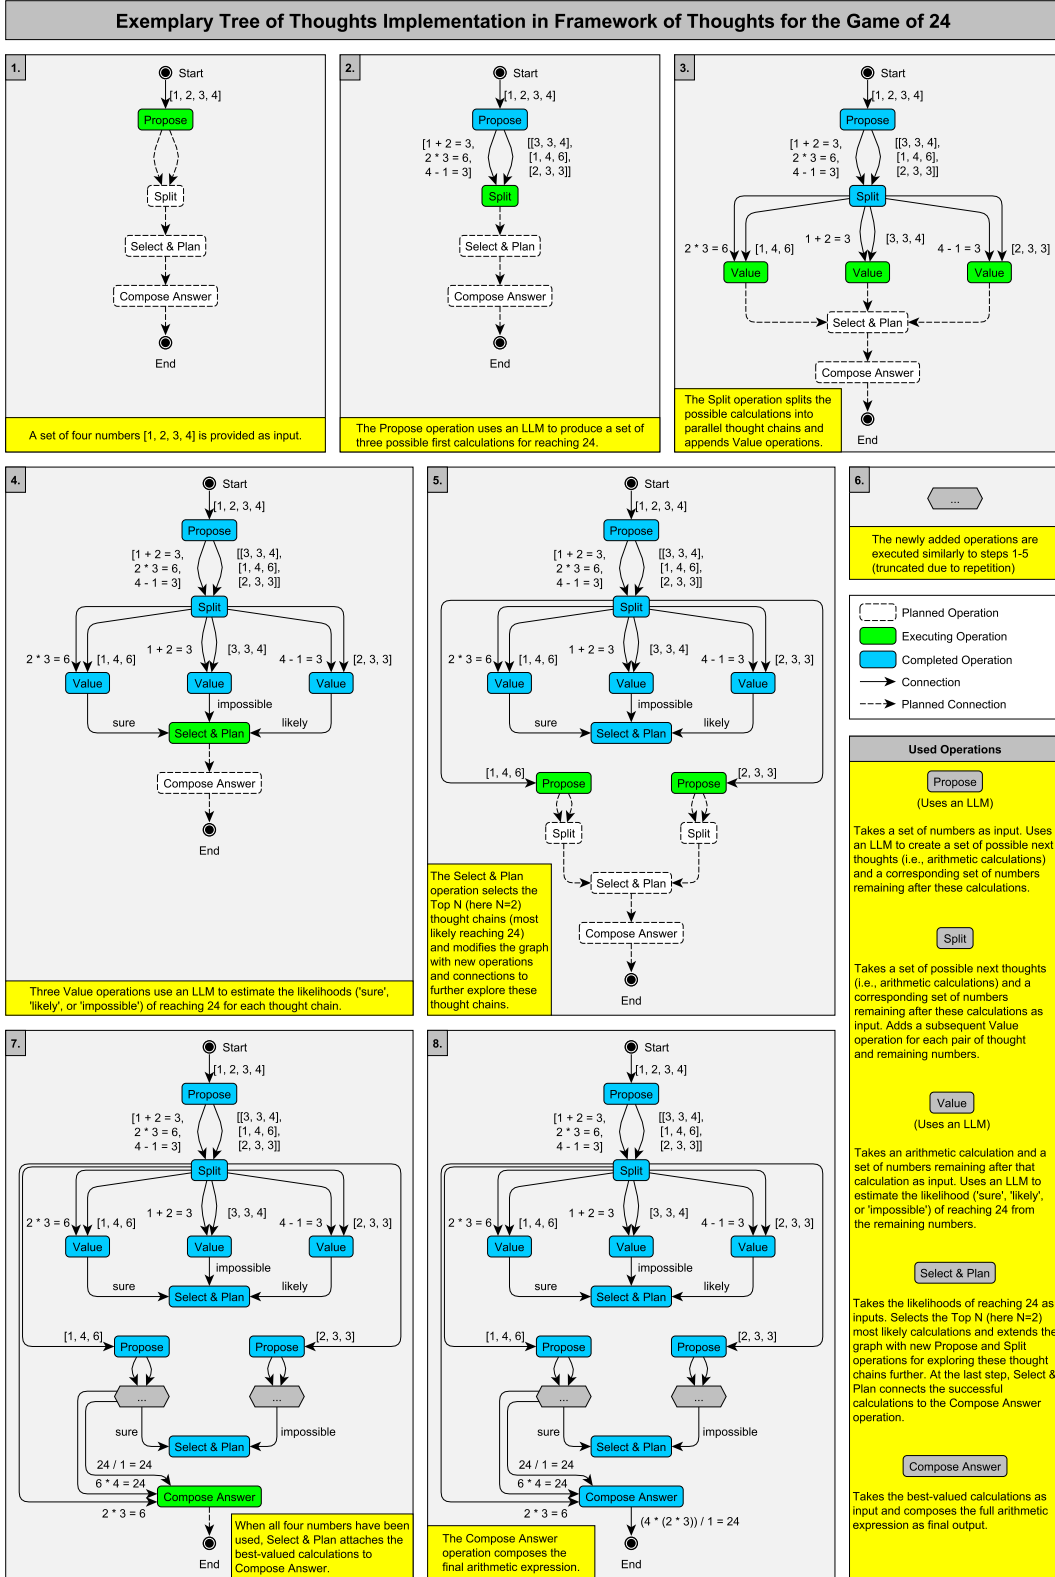 Exemplary Tree of Thoughts Implementation in Framework of Thoughts for the Game of 24
1.
Start
[1, 2, 3, 4]
Propose
Split
Select & Plan
Compose Answer
End
A set of four numbers [1, 2, 3, 4] is provided as input.
2.
Start
[1, 2, 3, 4]
Propose
[1 + 2 = 3, [[3, 3, 4],
2 * 3 = 6, [1, 4, 6],
4 - 1 = 3] [2, 3, 3]]
Split
Select & Plan
Compose Answer
End
The Propose operation uses an LLM to produce a set of
three possible first calculations for reaching 24.
3.
Start
[1, 2, 3, 4]
Propose
[1 + 2 = 3, [[3, 3, 4],
2 * 3 = 6, [1, 4, 6],
4 - 1 = 3] [2, 3, 3]]
Split
2 * 3 = 6 [1, 4, 6] 1 + 2 = 3 [3, 3, 4] 4 - 1 = 3 [2, 3, 3]
Value Value Value
Select & Plan
Compose Answer
End
The Split operation splits the
possible calculations into
parallel thought chains and
appends Value operations.
4.
Start
[1, 2, 3, 4]
Propose
[1 + 2 = 3, [[3, 3, 4],
2 * 3 = 6, [1, 4, 6],
4 - 1 = 3] [2, 3, 3]]
Split
2 * 3 = 6 [1, 4, 6] 1 + 2 = 3 [3, 3, 4] 4 - 1 = 3 [2, 3, 3]
Value Value Value
sure impossible likely
Select & Plan
Compose Answer
End
Three Value operations use an LLM to estimate the likelihoods ('sure',
'likely', or 'impossible') of reaching 24 for each thought chain.
5.
Start
[1, 2, 3, 4]
Propose
[1 + 2 = 3, [[3, 3, 4],
2 * 3 = 6, [1, 4, 6],
4 - 1 = 3] [2, 3, 3]]
Split
2 * 3 = 6 [1, 4, 6] 1 + 2 = 3 [3, 3, 4] 4 - 1 = 3 [2, 3, 3]
Value Value Value
sure impossible likely
Select & Plan
[1, 4, 6] Propose Propose [2, 3, 3]
Split Split
Select & Plan
Compose Answer
End
The Select & Plan
operation selects the
Top N (here N=2)
thought chains (most
likely reaching 24)
and modifies the graph
with new operations
and connections to
further explore these
thought chains.
6.
...
The newly added operations are
executed similarly to steps 1-5
(truncated due to repetition)
Planned Operation
Executing Operation
Completed Operation
Connection
Planned Connection
Used Operations
Propose
(Uses an LLM)
Takes a set of numbers as input. Uses
an LLM to create a set of possible next
thoughts (i.e., arithmetic calculations)
and a corresponding set of numbers
remaining after these calculations.
Split
Takes a set of possible next thoughts
(i.e., arithmetic calculations) and a
corresponding set of numbers
remaining after these calculations as
input. Adds a subsequent Value
operation for each pair of thought
and remaining numbers.
Value
(Uses an LLM)
Takes an arithmetic calculation and a
set of numbers remaining after that
calculation as input. Uses an LLM to
estimate the likelihood ('sure', 'likely',
or 'impossible') of reaching 24 from
the remaining numbers.
Select & Plan
Takes the likelihoods of reaching 24 as
inputs. Selects the Top N (here N=2)
most likely calculations and extends the
graph with new Propose and Split
operations for exploring these thought
chains further. At the last step, Select &
Plan connects the successful
calculations to the Compose Answer
operation.
Compose Answer
Takes the best-valued calculations as
input and composes the full arithmetic
expression as final output.
7.
Start
[1, 2, 3, 4]
Propose
[1 + 2 = 3, [[3, 3, 4],
2 * 3 = 6, [1, 4, 6],
4 - 1 = 3] [2, 3, 3]]
Split
2 * 3 = 6 [1, 4, 6] 1 + 2 = 3 [3, 3, 4] 4 - 1 = 3 [2, 3, 3]
Value Value Value
sure impossible likely
Select & Plan
[1, 4, 6] Propose Propose [2, 3, 3]
... ...
sure impossible
Select & Plan
24 / 1 = 24
6 * 4 = 24
Compose Answer
2 * 3 = 6
End
When all four numbers have been
used, Select & Plan attaches the
best-valued calculations to
Compose Answer.
8.
Start
[1, 2, 3, 4]
Propose
[1 + 2 = 3, [[3, 3, 4],
2 * 3 = 6, [1, 4, 6],
4 - 1 = 3] [2, 3, 3]]
Split
2 * 3 = 6 [1, 4, 6] 1 + 2 = 3 [3, 3, 4] 4 - 1 = 3 [2, 3, 3]
Value Value Value
sure impossible likely
Select & Plan
[1, 4, 6] Propose Propose [2, 3, 3]
... ...
sure impossible
Select & Plan
24 / 1 = 24
6 * 4 = 24
Compose Answer
2 * 3 = 6 (4 * (2 * 3)) / 1 = 24
End
The Compose Answer
operation composes the
final arithmetic expression.